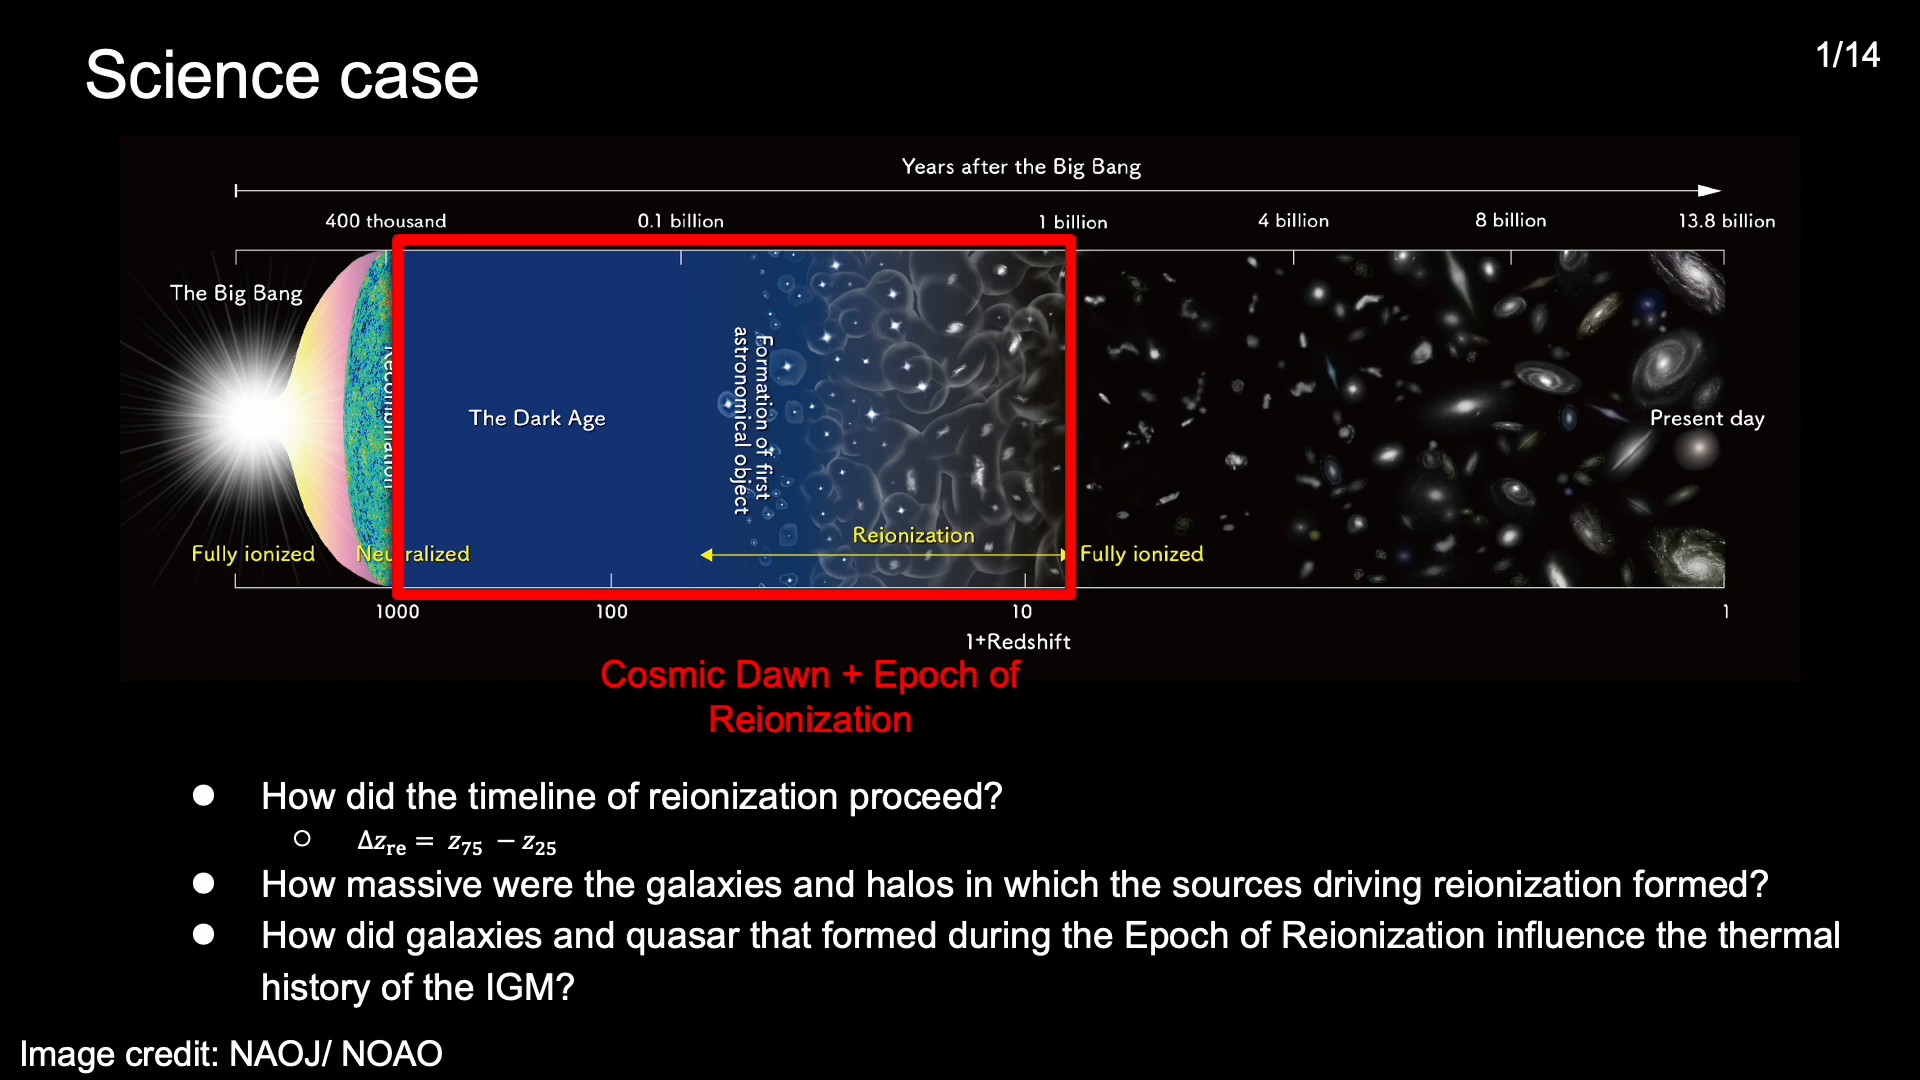 Science case
1/14
Years after the Big Bang
400 thousand
0.1 billion
1 billion
4 billion
8 billion
13.8 billion
The Big Bang
Recombination
The Dark Age
Formation of first
astronomical object
Present day
Reionization
Fully ionized
Neutralized
Fully ionized
1000
100
10
1
1+Redshift
Cosmic Dawn + Epoch of
Reionization
● How did the timeline of reionization proceed?
○ Δz_re = z_75 − z_25
● How massive were the galaxies and halos in which the sources driving reionization formed?
● How did galaxies and quasar that formed during the Epoch of Reionization influence the thermal
history of the IGM?
Image credit: NAOJ/ NOAO